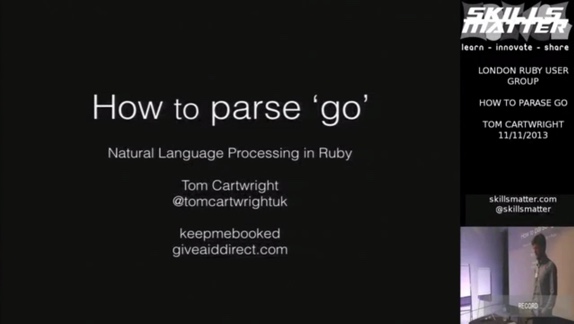 How to parse ‘go’
Natural Language Processing in Ruby
Tom Cartwright
@tomcartwrightuk
keepmebooked
giveaiddirect.com
SKILLS
MATTER
learn - innovate - share
LONDON RUBY USER
GROUP
HOW TO PARASE GO
TOM CARTWRIGHT
11/11/2013
skillsmatter.com
@skillsmatter
RECORD